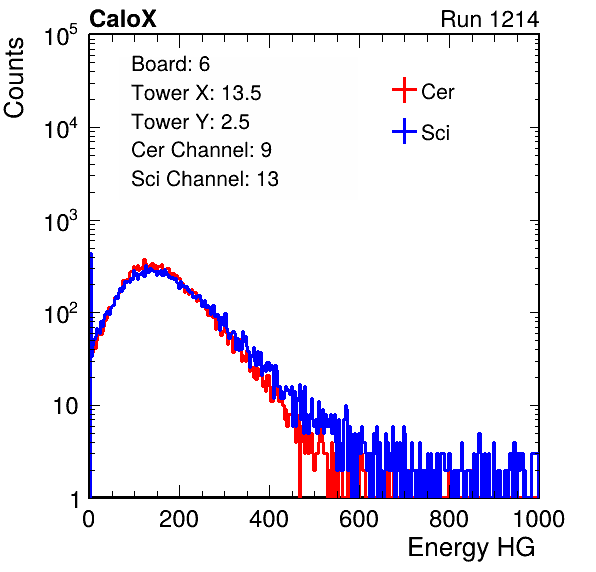 CaloX Run 1214
Counts
Board: 6
Tower X: 13.5
Tower Y: 2.5
Cer Channel: 9
Sci Channel: 13
Cer
Sci
10^5
10^4
10^3
10^2
10
1
0 200 400 600 800 1000
Energy HG